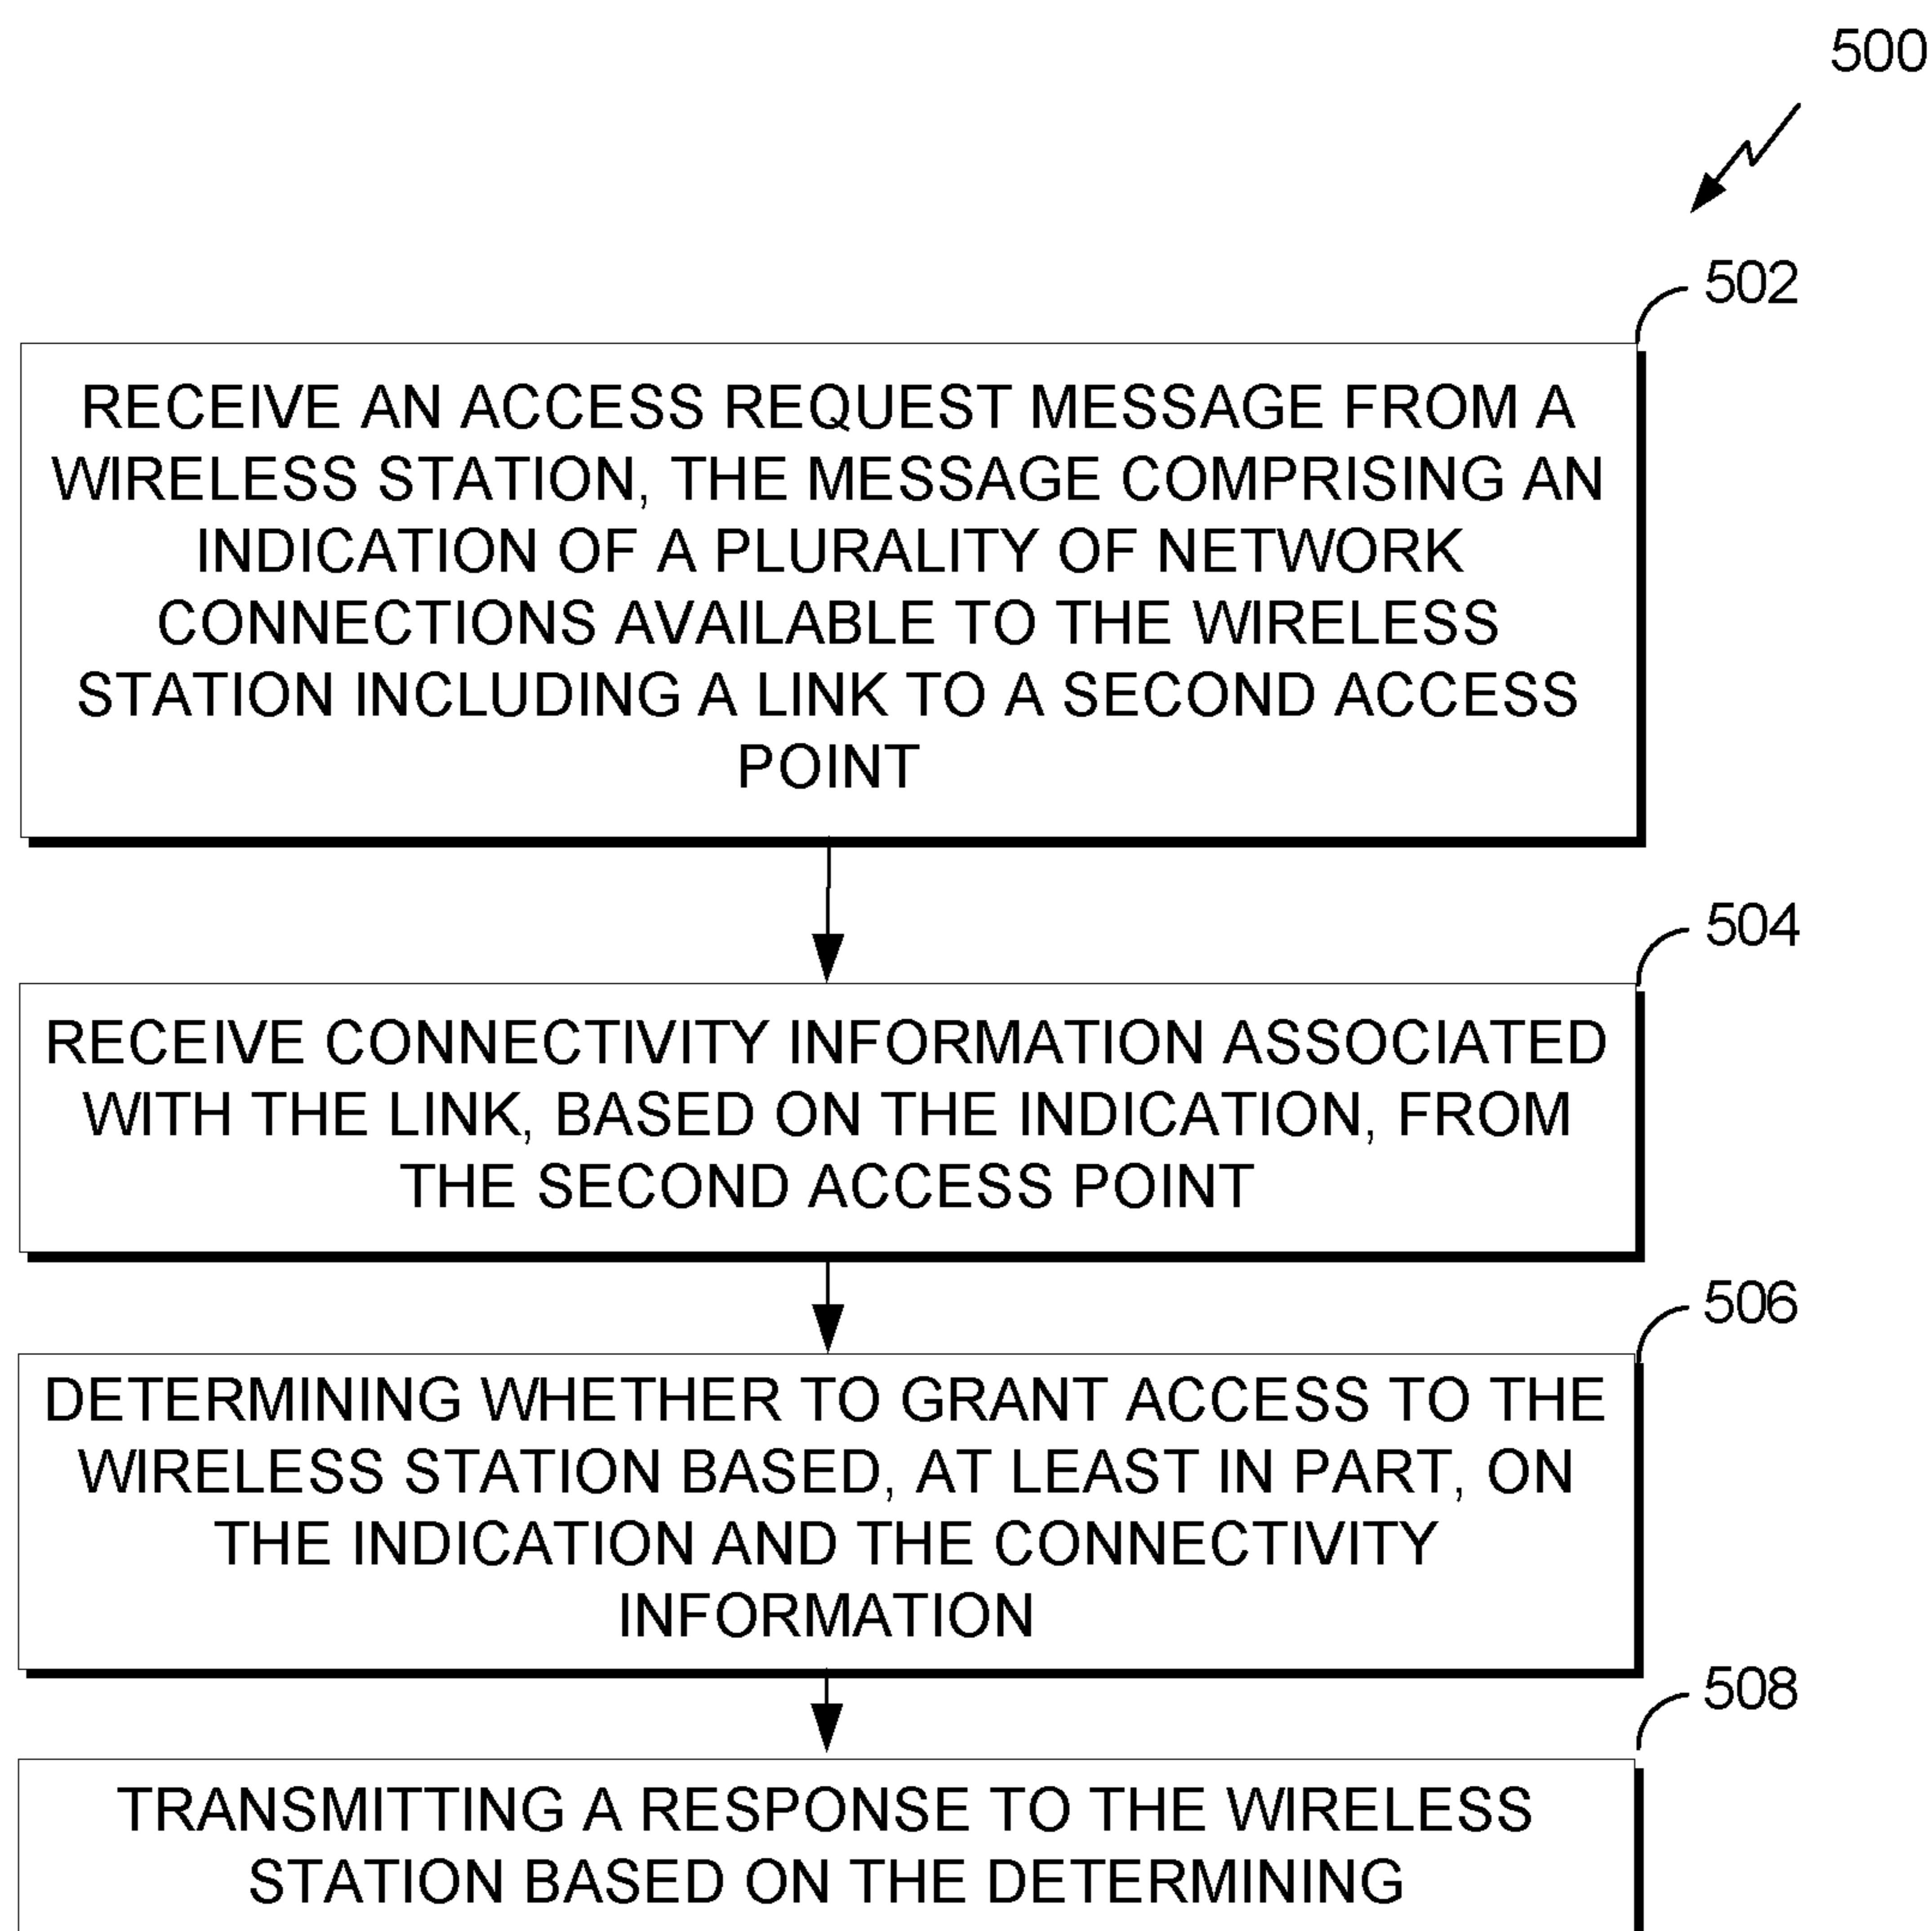 500
502
RECEIVE AN ACCESS REQUEST MESSAGE FROM A
WIRELESS STATION, THE MESSAGE COMPRISING AN
INDICATION OF A PLURALITY OF NETWORK
CONNECTIONS AVAILABLE TO THE WIRELESS
STATION INCLUDING A LINK TO A SECOND ACCESS
POINT
504
RECEIVE CONNECTIVITY INFORMATION ASSOCIATED
WITH THE LINK, BASED ON THE INDICATION, FROM
THE SECOND ACCESS POINT
506
DETERMINING WHETHER TO GRANT ACCESS TO THE
WIRELESS STATION BASED, AT LEAST IN PART, ON
THE INDICATION AND THE CONNECTIVITY
INFORMATION
508
TRANSMITTING A RESPONSE TO THE WIRELESS
STATION BASED ON THE DETERMINING